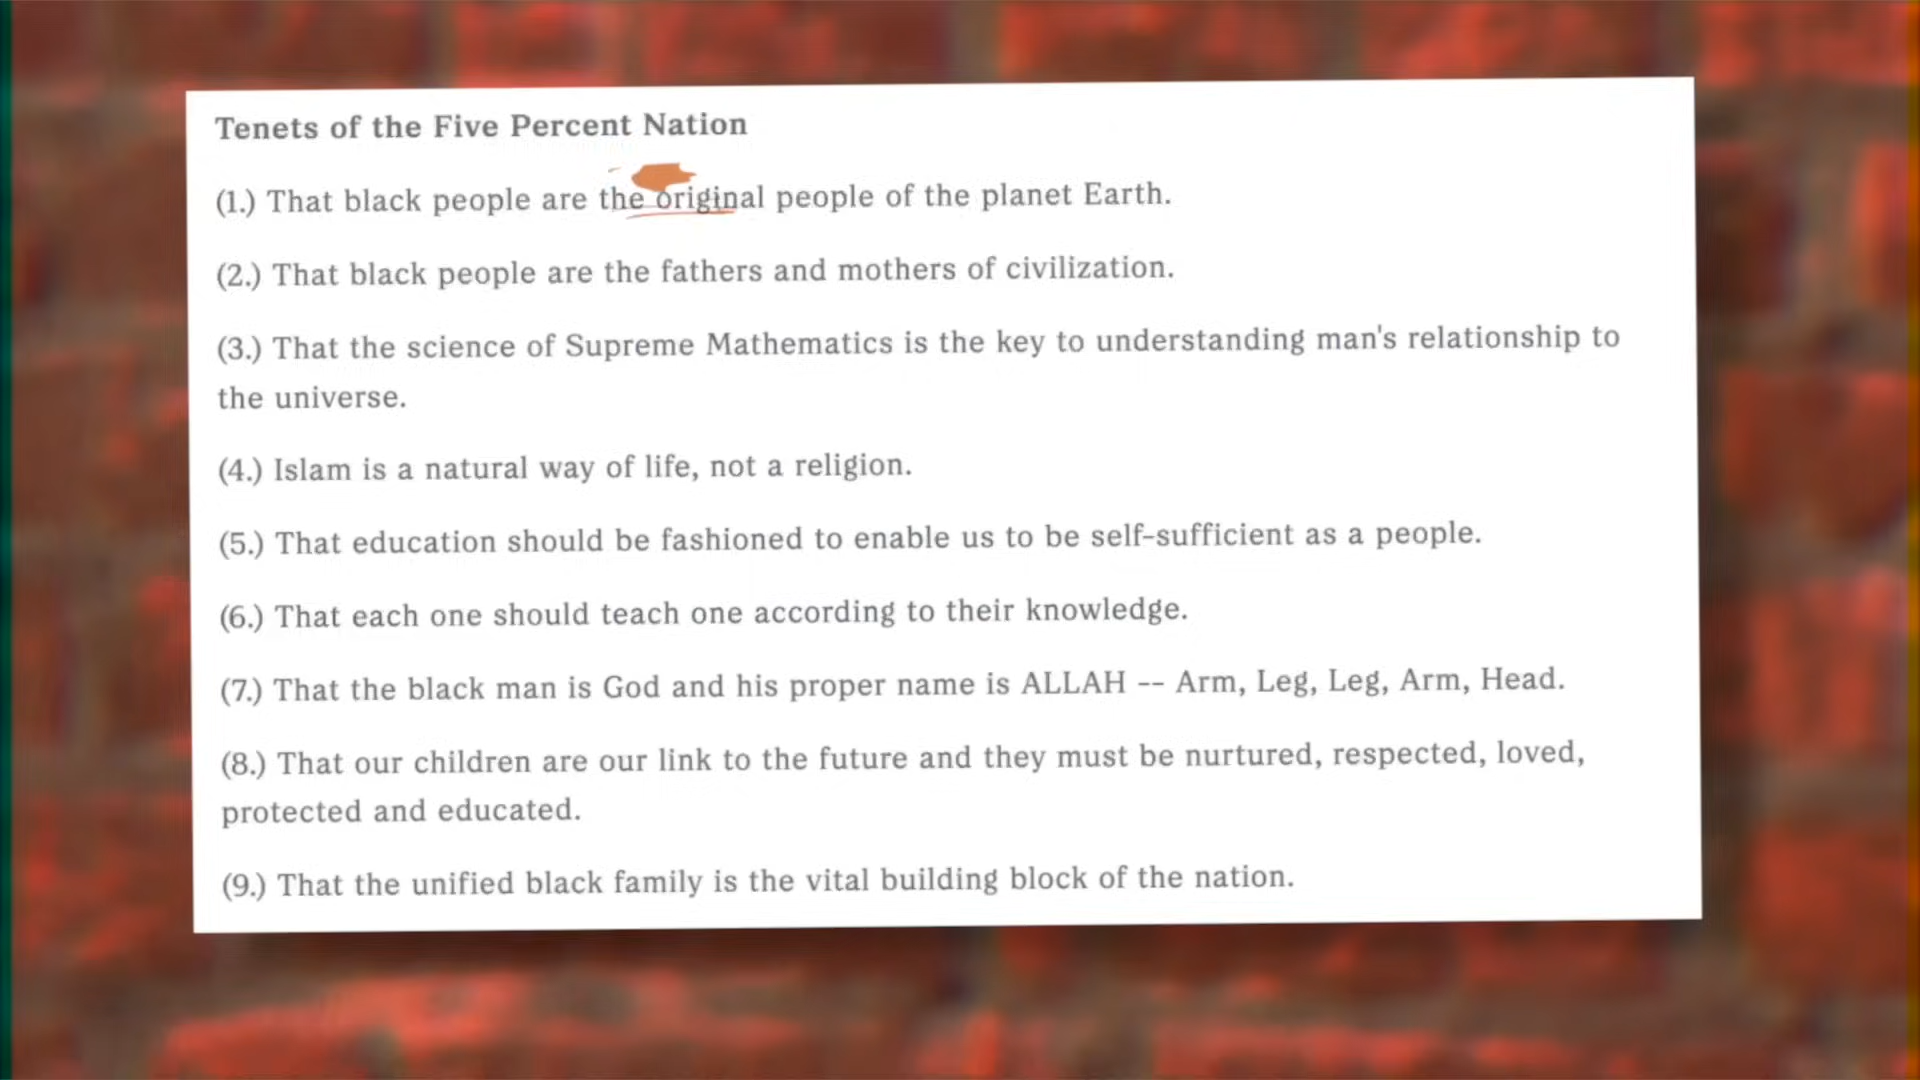 Tenets of the Five Percent Nation
(1.) That black people are the original people of the planet Earth.
(2.) That black people are the fathers and mothers of civilization.
(3.) That the science of Supreme Mathematics is the key to understanding man's relationship to
the universe.
(4.) Islam is a natural way of life, not a religion.
(5.) That education should be fashioned to enable us to be self-sufficient as a people.
(6.) That each one should teach one according to their knowledge.
(7.) That the black man is God and his proper name is ALLAH -- Arm, Leg, Leg, Arm, Head.
(8.) That our children are our link to the future and they must be nurtured, respected, loved,
protected and educated.
(9.) That the unified black family is the vital building block of the nation.